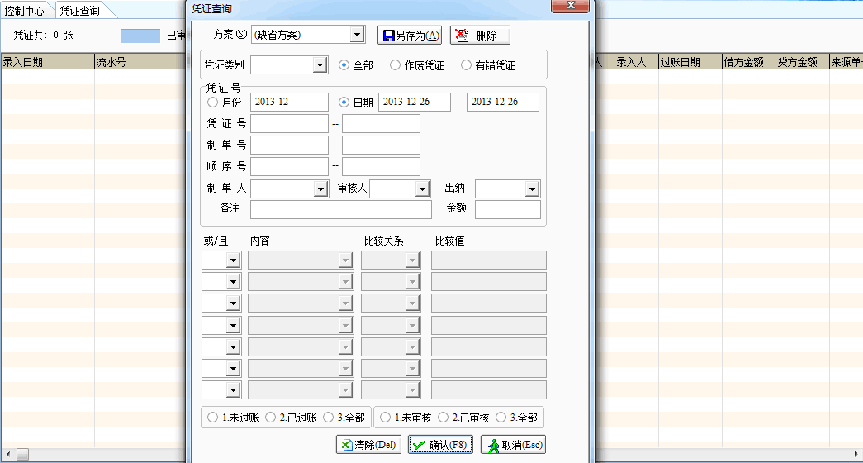 控制中心 凭证查询
凭证共: 0 张 已审
录入日期 流水号 人 录入人 过账日期 借方金额 贷方金额 来源单
凭证查询
方案(S) (缺省方案) 另存为(A) 删除
凭证类别 全部 作废凭证 有错凭证
凭证号
月份 2013-12 日期 2013-12-26 2013-12-26
凭证号 --
制单号
顺序号 --
制单人 审核人 出纳
备注 金额
或/且 内容 比较关系 比较值
1.未过账 2.已过账 3.全部 1.未审核 2.已审核 3.全部
清除(Del) 确认(F8) 取消(Esc)